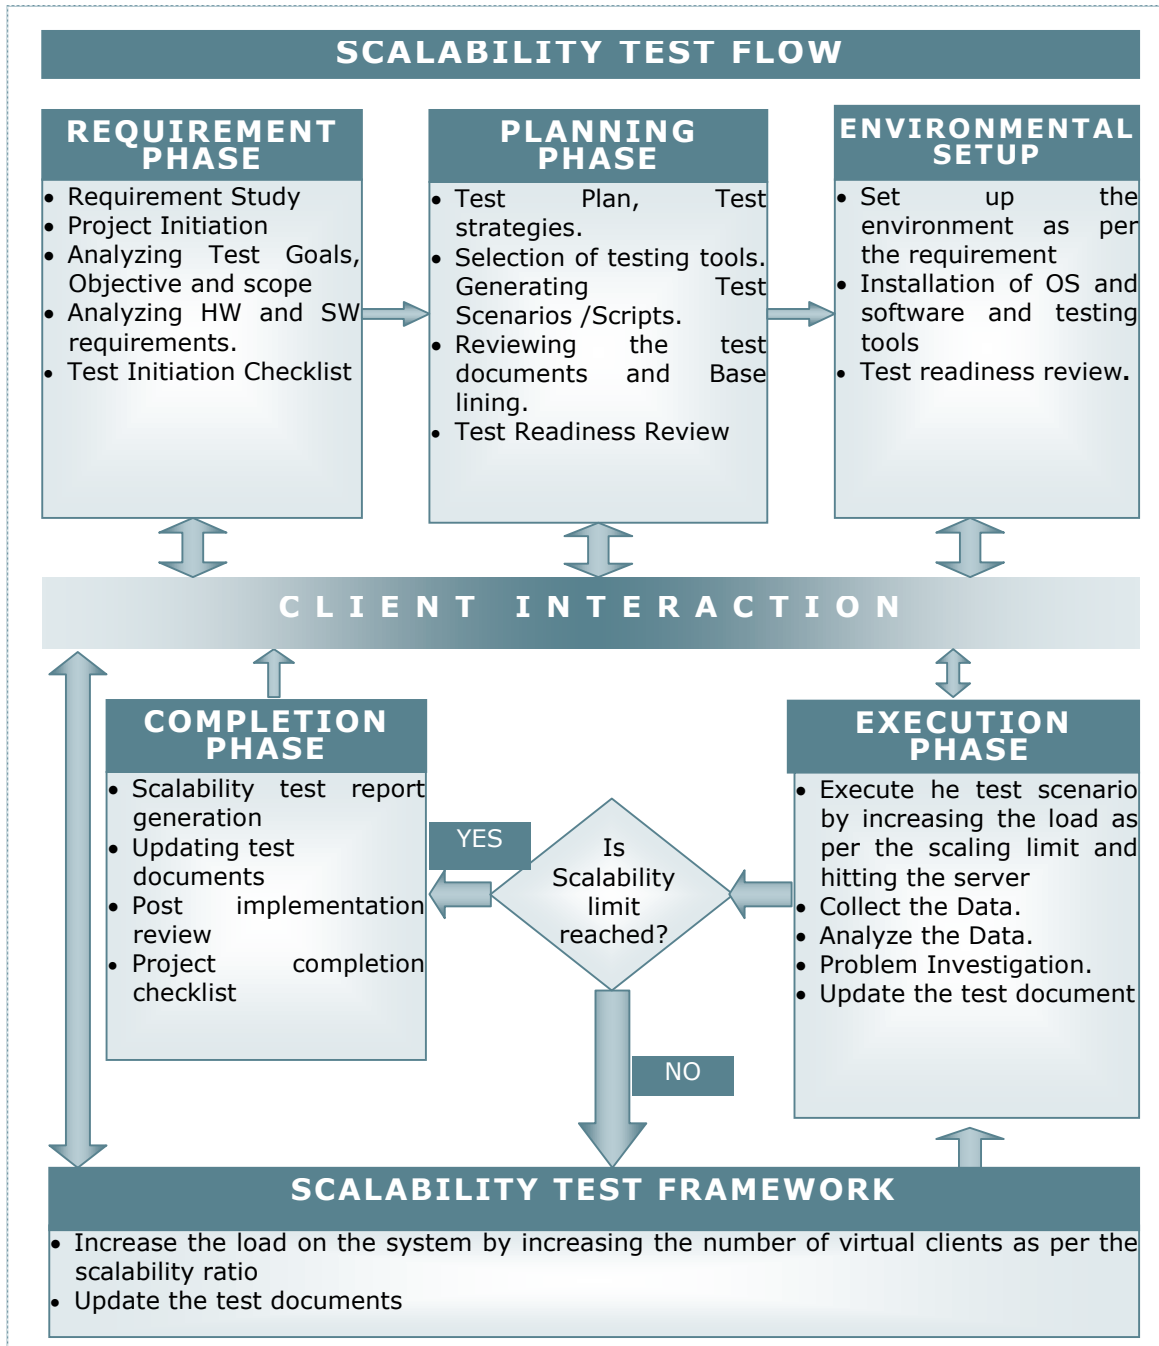 SCALABILITY TEST FLOW
REQUIREMENT
PHASE
• Requirement Study
• Project Initiation
• Analyzing Test Goals,
Objective and scope
• Analyzing HW and SW
requirements.
• Test Initiation Checklist
PLANNING
PHASE
• Test Plan, Test
strategies.
• Selection of testing tools.
Generating Test
Scenarios /Scripts.
• Reviewing the test
documents and Base
lining.
• Test Readiness Review
ENVIRONMENTAL
SETUP
• Set up the
environment as per
the requirement
• Installation of OS and
software and testing
tools
• Test readiness review.
CLIENT INTERACTION
COMPLETION
PHASE
• Scalability test report
generation
• Updating test
documents
• Post implementation
review
• Project completion
checklist
YES
Is
Scalability
limit
reached?
NO
EXECUTION
PHASE
• Execute he test scenario
by increasing the load as
per the scaling limit and
hitting the server
• Collect the Data.
• Analyze the Data.
• Problem Investigation.
• Update the test document
SCALABILITY TEST FRAMEWORK
• Increase the load on the system by increasing the number of virtual clients as per the
scalability ratio
• Update the test documents